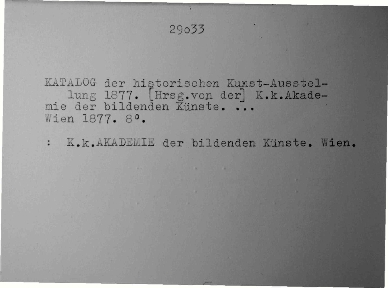 29033
KATALOG der historischen Kunst-Ausstel-
lung 1877. [Hrsg.von der] K.k.Akade-
mie der bildenden Künste. ...
Wien 1877. 8°.
: K.k.AKADEMIE der bildenden Künste. Wien.